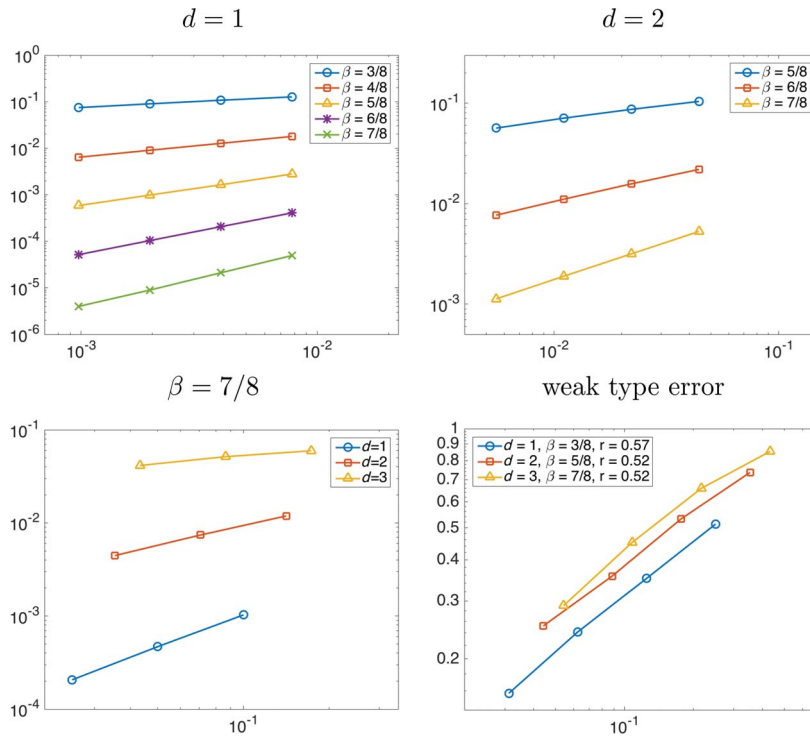 d = 1
10^0
10^-1
10^-2
10^-3
10^-4
10^-5
10^-6
10^-3
10^-2
β = 3/8
β = 4/8
β = 5/8
β = 6/8
β = 7/8
d = 2
10^-1
10^-2
10^-3
10^-2
10^-1
β = 5/8
β = 6/8
β = 7/8
β = 7/8
10^-1
10^-2
10^-3
10^-4
10^-1
d=1
d=2
d=3
weak type error
1
0.9
0.8
0.7
0.6
0.5
0.4
0.3
0.2
10^-1
d = 1, β = 3/8, r = 0.57
d = 2, β = 5/8, r = 0.52
d = 3, β = 7/8, r = 0.52